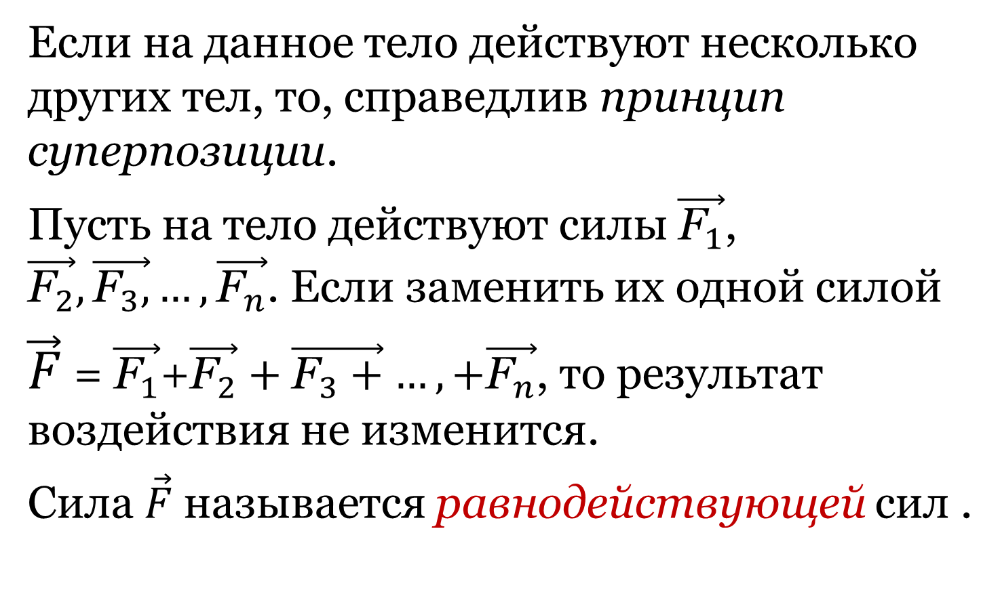 Если на данное тело действуют несколько
других тел, то, справедлив принцип
суперпозиции.
Пусть на тело действуют силы $\overrightarrow{F_1}$,
$\overrightarrow{F_2}, \overrightarrow{F_3,} \ldots , \overrightarrow{F_n}$. Если заменить их одной силой
$\overrightarrow{F} = \overrightarrow{F_1} + \overrightarrow{F_2} + \overrightarrow{F_3 +} \ldots , + \overrightarrow{F_n}$, то результат
воздействия не изменится.
Сила $\vec{F}$ называется равнодействующей сил .